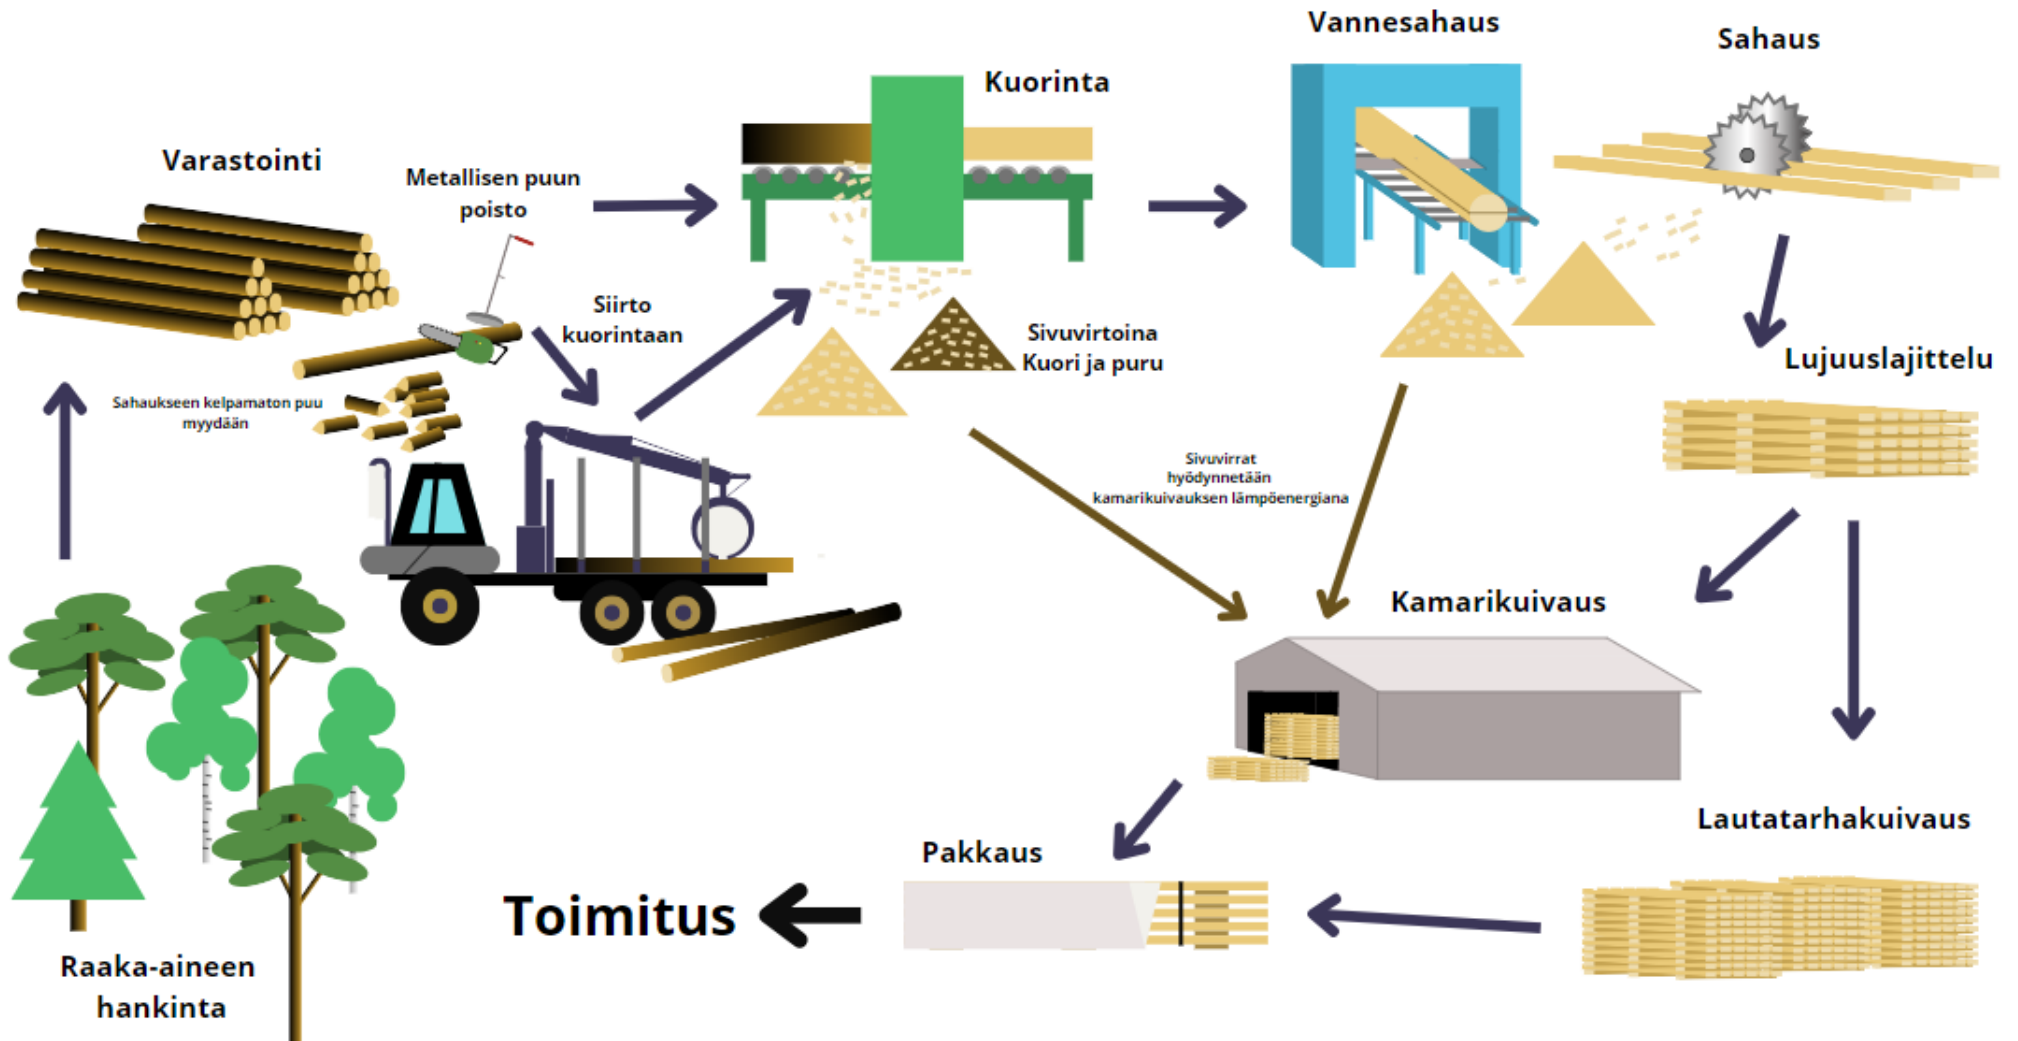 Varastointi
Metallisen puun
poisto
Kuorinta
Vannesahaus
Sahaus
Siirto
kuorintaan
Sivuvirtoina
Kuori ja puru
Lujuuslajittelu
Sahaukseen kelpamaton puu
myydään
Sivuvirrat
hyödynnetään
kamarikuivauksen lämpöenergiana
Kamarikuivaus
Lautatarhakuivaus
Pakkaus
Toimitus
Raaka-aineen
hankinta